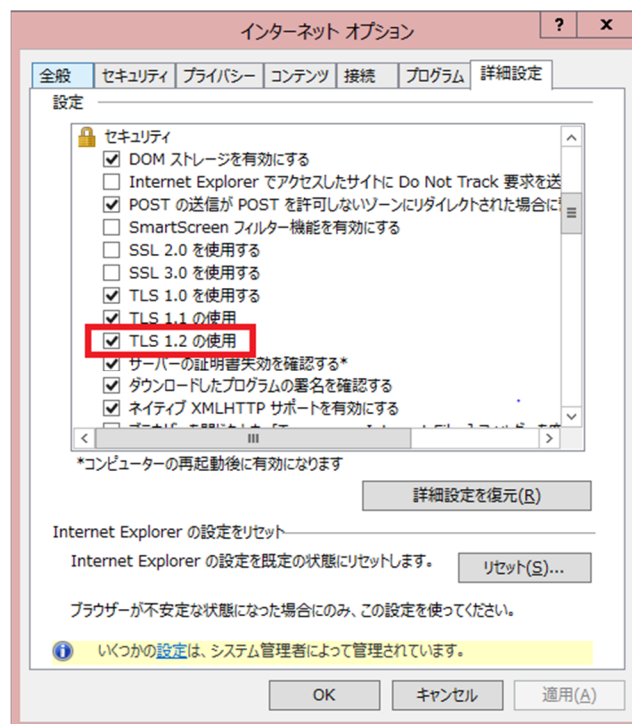 インターネット オプション
? x
全般 セキュリティ プライバシー コンテンツ 接続 プログラム 詳細設定
設定
セキュリティ
DOM ストレージを有効にする
Internet Explorer でアクセスしたサイトに Do Not Track 要求を送
POST の送信が POST を許可しないゾーンにリダイレクトされた場合に
SmartScreen フィルター機能を有効にする
SSL 2.0 を使用する
SSL 3.0 を使用する
TLS 1.0 を使用する
TLS 1.1 の使用
TLS 1.2 の使用
サーバーの証明書失効を確認する*
ダウンロードしたプログラムの署名を確認する
ネイティブ XMLHTTP サポートを有効にする
*コンピューターの再起動後に有効になります
詳細設定を復元(R)
Internet Explorer の設定をリセット
Internet Explorer の設定を既定の状態にリセットします。
リセット(S)...
ブラウザーが不安定な状態になった場合にのみ、この設定を使ってください。
いくつかの設定は、システム管理者によって管理されています。
OK キャンセル 適用(A)